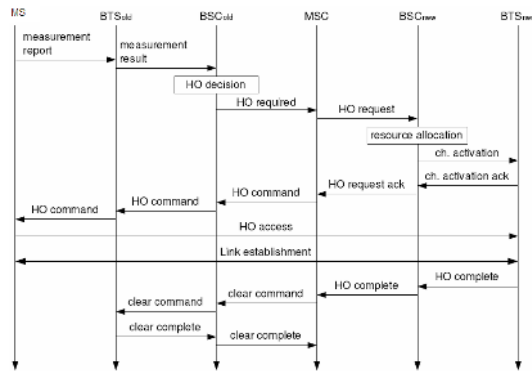 MS BTSold BSCold MSC BSCnew BTSnew
measurement
report
measurement
result
HO decision
HO required
HO request
resource allocation
ch. activation
ch. activation ack
HO request ack
HO command
HO command
HO command
HO access
Link establishment
HO complete
HO complete
clear command
clear command
clear complete
clear complete